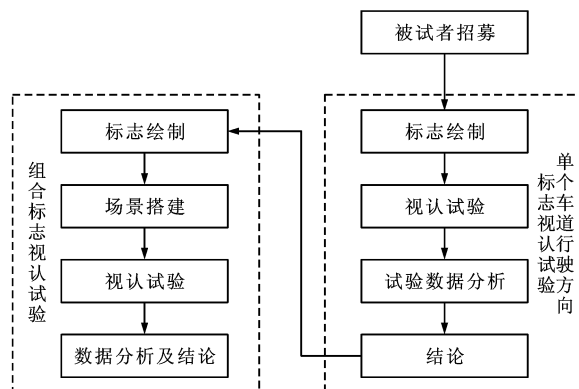 被试者招募
标志绘制
场景搭建
视认试验
数据分析及结论
组合标志视认试验
标志绘制
视认试验
试验数据分析
结论
单个车道行驶方向
标志视认试验